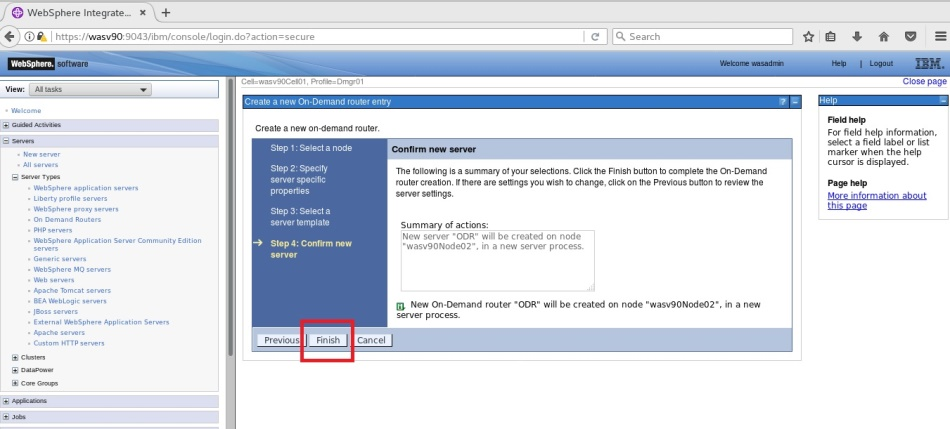 WebSphere Integrate...
https://wasv90:9043/ibm/console/login.do?action=secure
Search
WebSphere. software
Welcome wasadmin
Help | Logout
IBM.
View: All tasks
Cell=wasv90Cell01, Profile=Dmgr01
Close page
Welcome
Guided Activities
Servers
New server
All servers
Server Types
WebSphere application servers
Liberty profile servers
WebSphere proxy servers
On Demand Routers
PHP servers
WebSphere Application Server Community Edition
servers
Generic servers
WebSphere MQ servers
Web servers
Apache Tomcat servers
BEA WebLogic servers
JBoss servers
External WebSphere Application Servers
Apache servers
Custom HTTP servers
Clusters
DataPower
Core Groups
Applications
Jobs
Create a new On-Demand router entry
? -
Create a new on-demand router.
Step 1: Select a node
Step 2: Specify
server specific
properties
Step 3: Select a
server template
Step 4: Confirm new
server
Confirm new server
The following is a summary of your selections. Click the Finish button to complete the On-Demand
router creation. If there are settings you wish to change, click on the Previous button to review the
server settings.
Summary of actions:
New server "ODR" will be created on node
"wasv90Node02", in a new server process.
New On-Demand router "ODR" will be created on node "wasv90Node02", in a new
server process.
Previous
Finish
Cancel
Help
Field help
For field help information,
select a field label or list
marker when the help
cursor is displayed.
Page help
More information about
this page